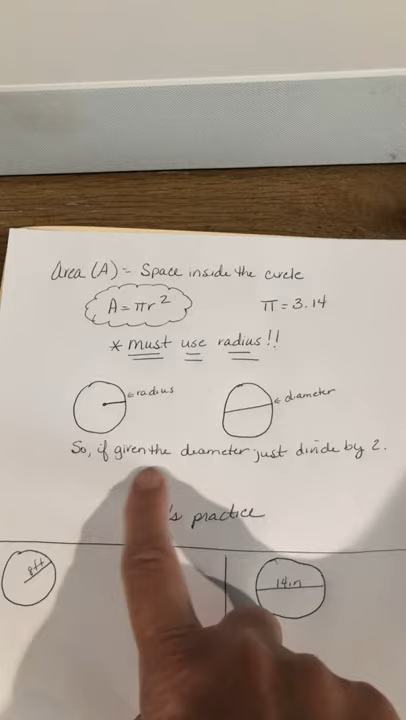 Area (A) = Space inside the circle
A = πr²
π = 3.14
* must use radius!!
radius
diameter
So, if given the diameter just divide by 2.
's practice
8ft
14in